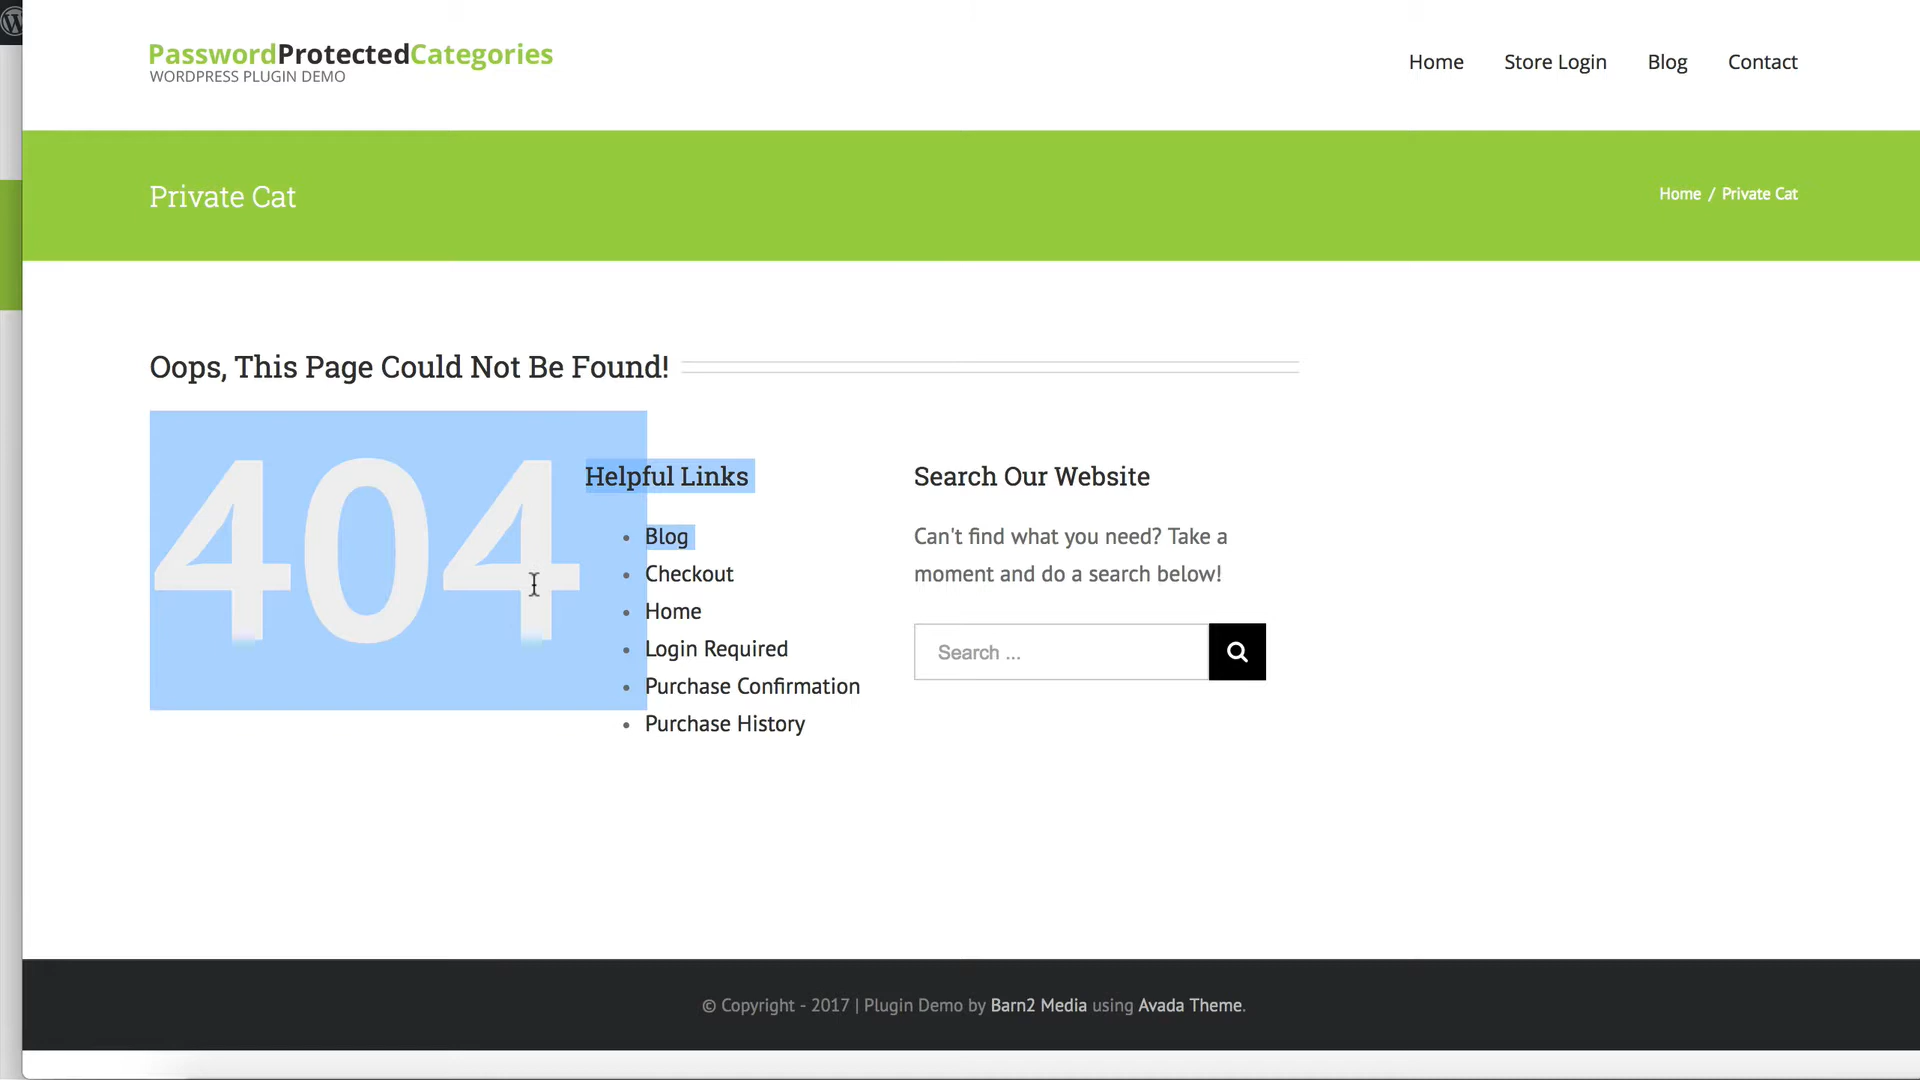 PasswordProtectedCategories
WORDPRESS PLUGIN DEMO
Home Store Login Blog Contact
Private Cat
Home / Private Cat
Oops, This Page Could Not Be Found!
404
Helpful Links
Blog
Checkout
Home
Login Required
Purchase Confirmation
Purchase History
Search Our Website
Can't find what you need? Take a
moment and do a search below!
Search ...
© Copyright - 2017 | Plugin Demo by Barn2 Media using Avada Theme.